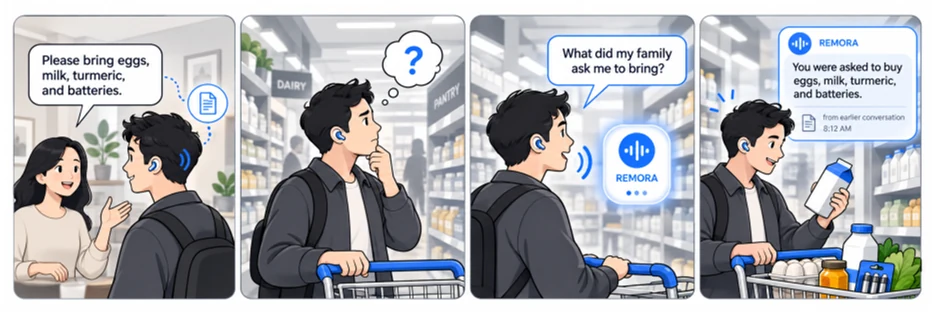 Please bring eggs,
milk, turmeric,
and batteries.
DAIRY
?
PANTRY
What did my family
ask me to bring?
REMORA
REMORA
You were asked to buy
eggs, milk, turmeric,
and batteries.
from earlier conversation
8:12 AM